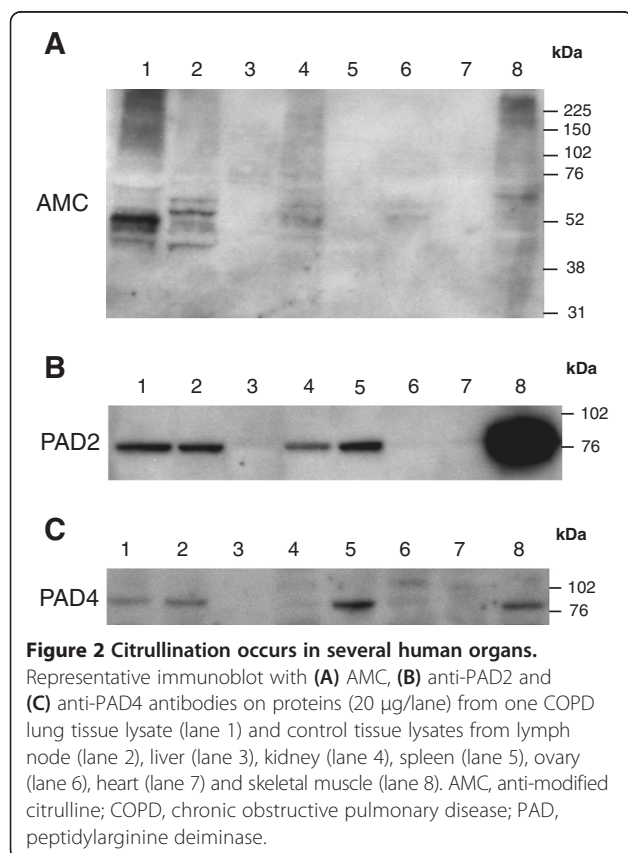 A
kDa
1 2 3 4 5 6 7 8
225
150
102
76
AMC
52
38
31
B
kDa
1 2 3 4 5 6 7 8
102
PAD2
76
C
kDa
1 2 3 4 5 6 7 8
102
PAD4
76
Figure 2 Citrullination occurs in several human organs.
Representative immunoblot with (A) AMC, (B) anti-PAD2 and
(C) anti-PAD4 antibodies on proteins (20 μg/lane) from one COPD
lung tissue lysate (lane 1) and control tissue lysates from lymph
node (lane 2), liver (lane 3), kidney (lane 4), spleen (lane 5), ovary
(lane 6), heart (lane 7) and skeletal muscle (lane 8). AMC, anti-modified
citrulline; COPD, chronic obstructive pulmonary disease; PAD,
peptidylarginine deiminase.